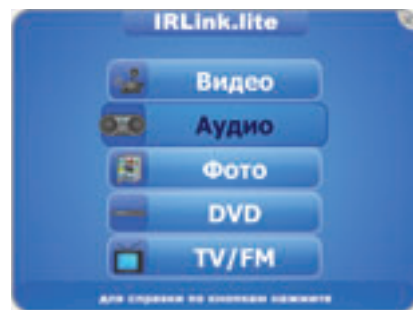 IRLink.lite
Видео
Аудио
Фото
DVD
TV/FM
для справки по кнопкам нажмите